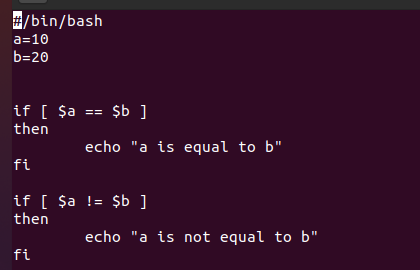 #/bin/bash
a=10
b=20
if [ $a == $b ]
then
echo "a is equal to b"
fi
if [ $a != $b ]
then
echo "a is not equal to b"
fi